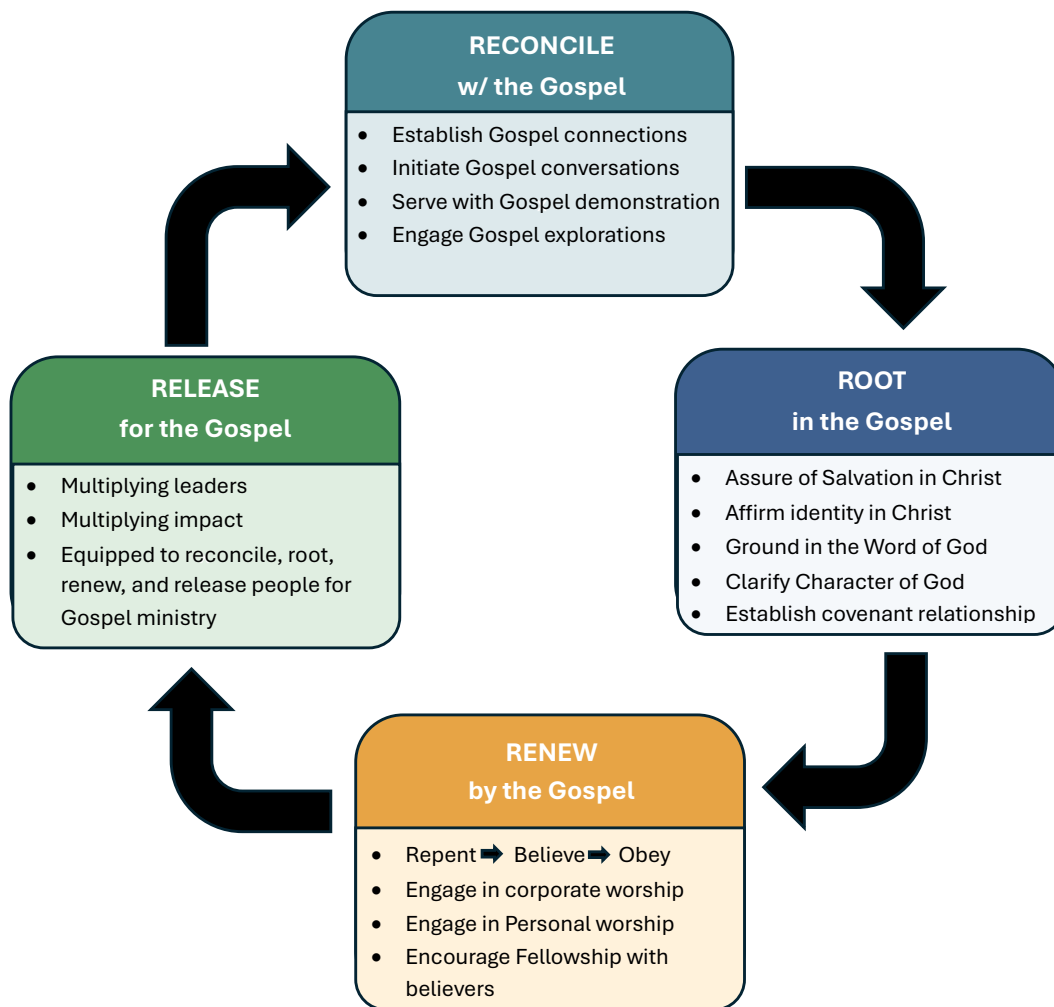 RECONCILE
w/ the Gospel
• Establish Gospel connections
• Initiate Gospel conversations
• Serve with Gospel demonstration
• Engage Gospel explorations
ROOT
in the Gospel
• Assure of Salvation in Christ
• Affirm identity in Christ
• Ground in the Word of God
• Clarify Character of God
• Establish covenant relationship
RENEW
by the Gospel
• Repent ➡ Believe ➡ Obey
• Engage in corporate worship
• Engage in Personal worship
• Encourage Fellowship with
believers
RELEASE
for the Gospel
• Multiplying leaders
• Multiplying impact
• Equipped to reconcile, root,
renew, and release people for
Gospel ministry